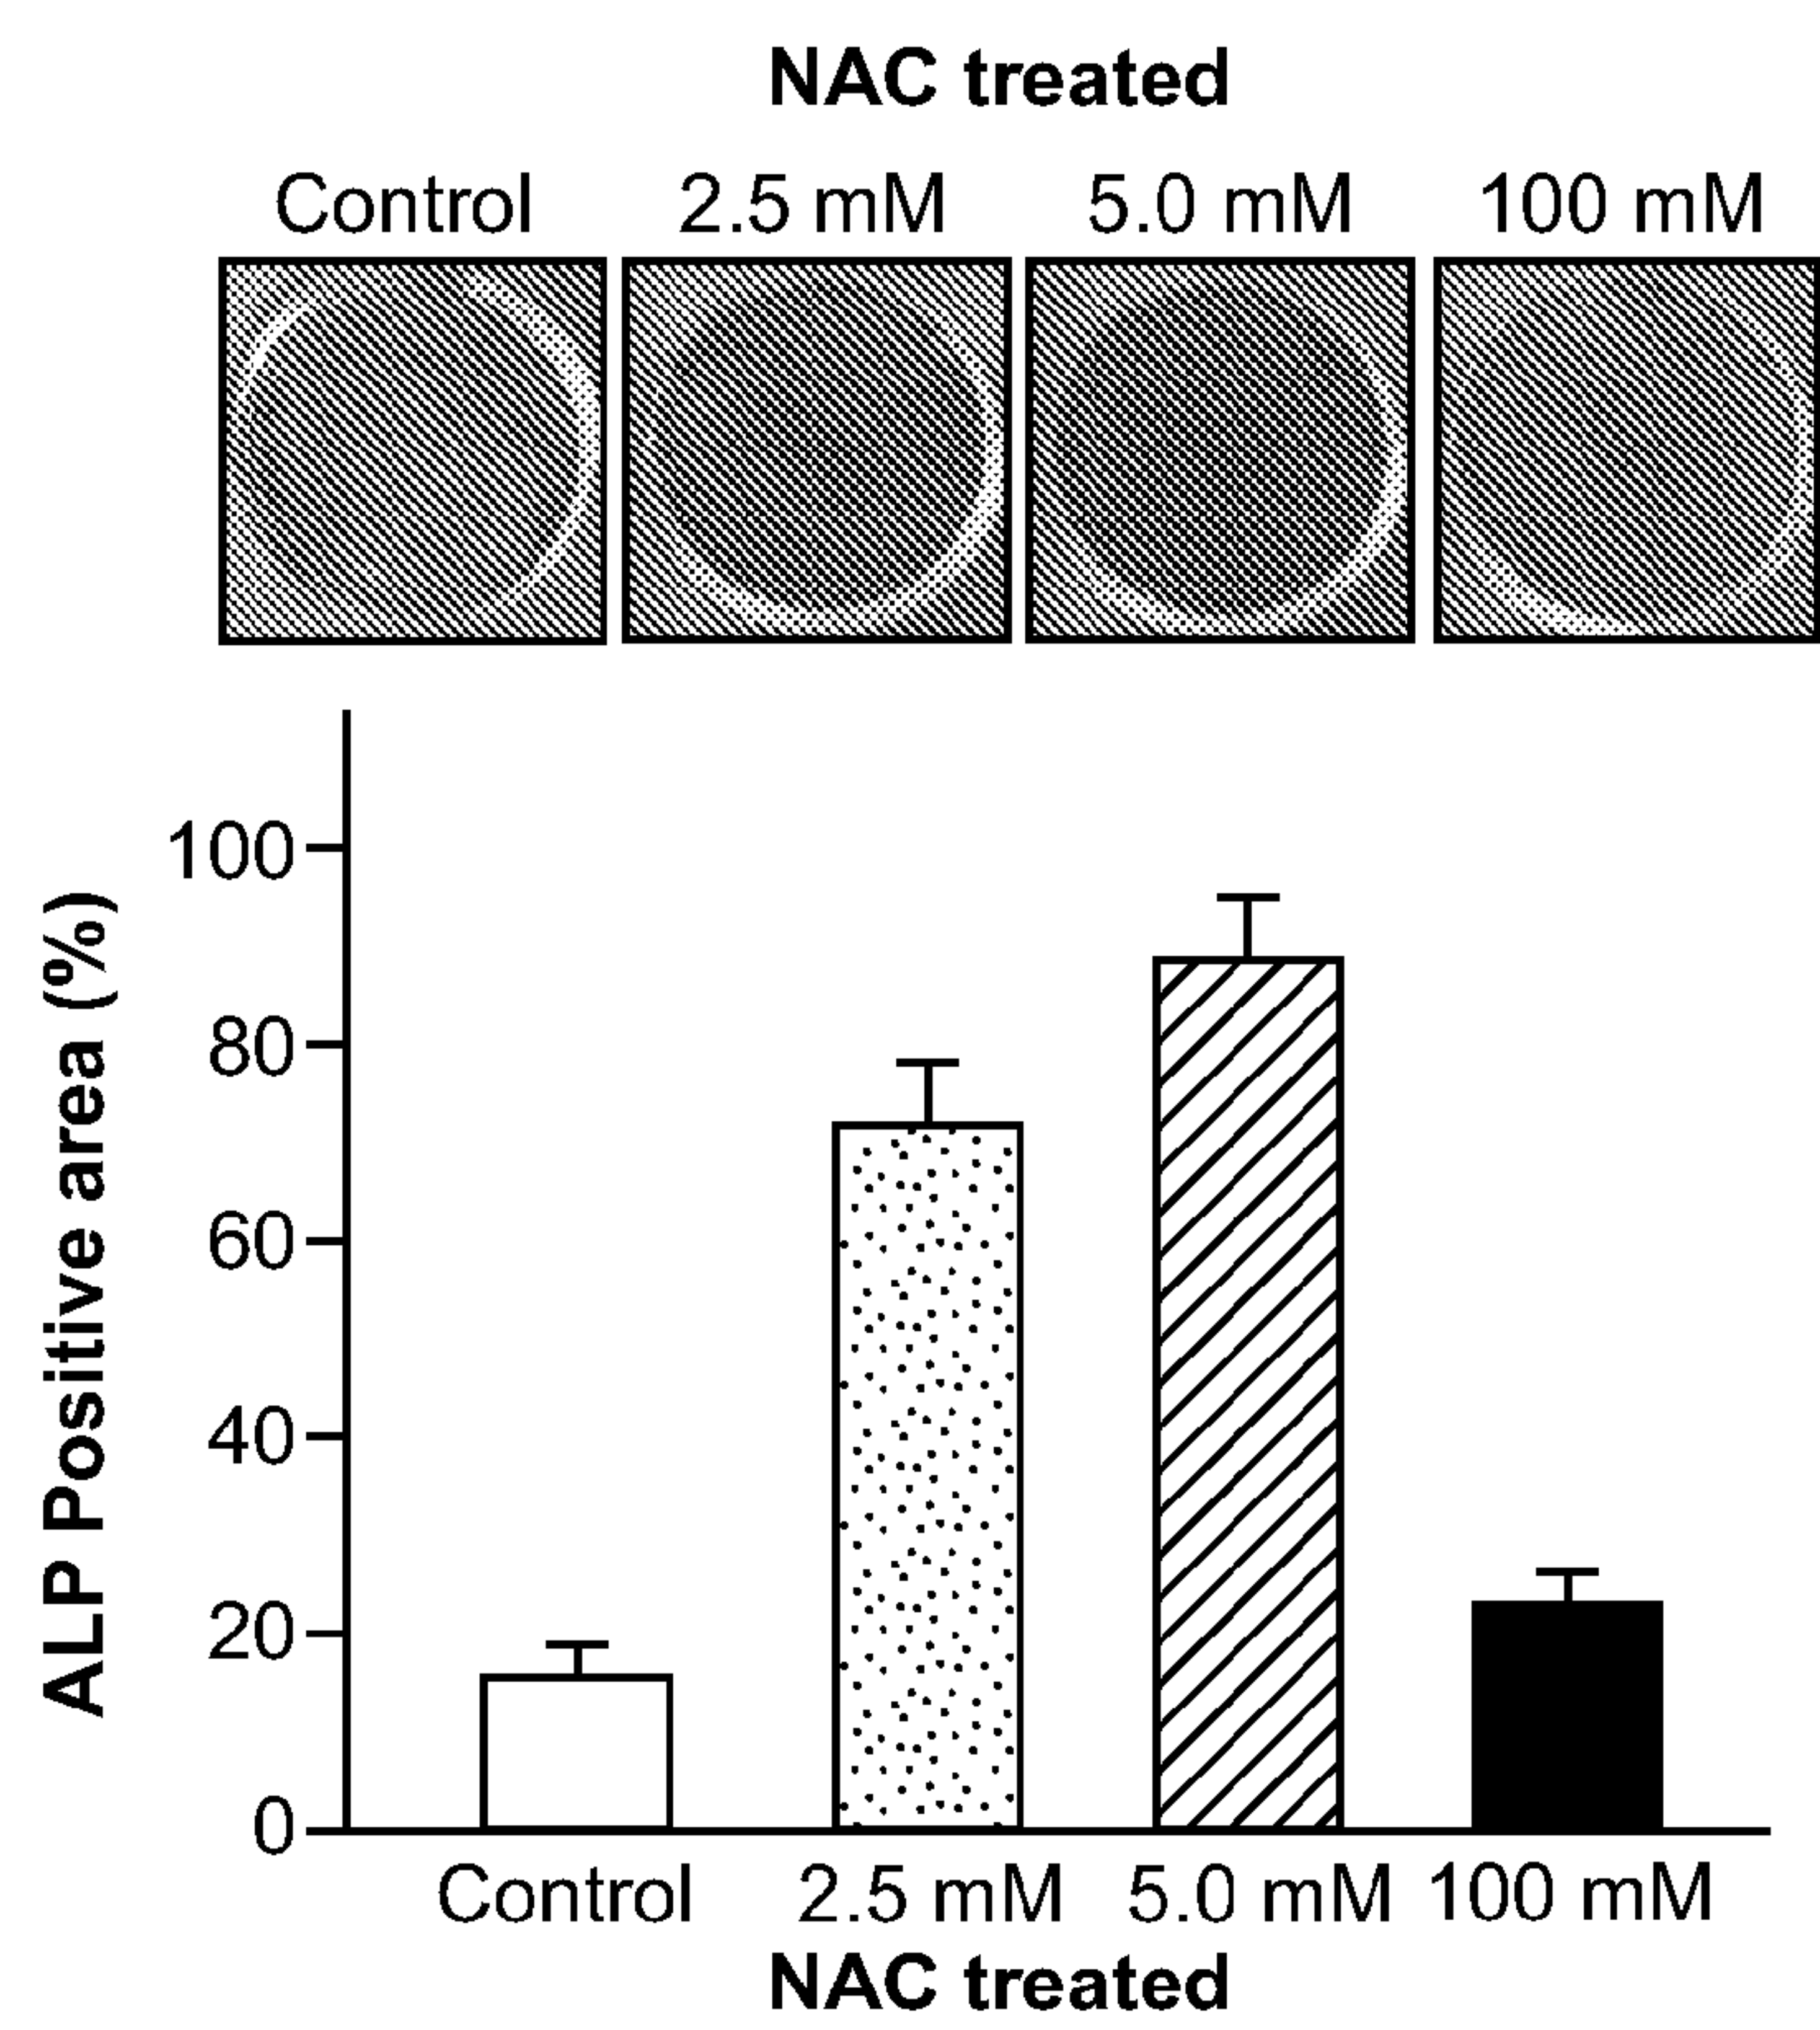 NAC treated
Control 2.5 mM 5.0 mM 100 mM
ALP Positive area (%)
100
80
60
40
20
0
Control 2.5 mM 5.0 mM 100 mM
NAC treated